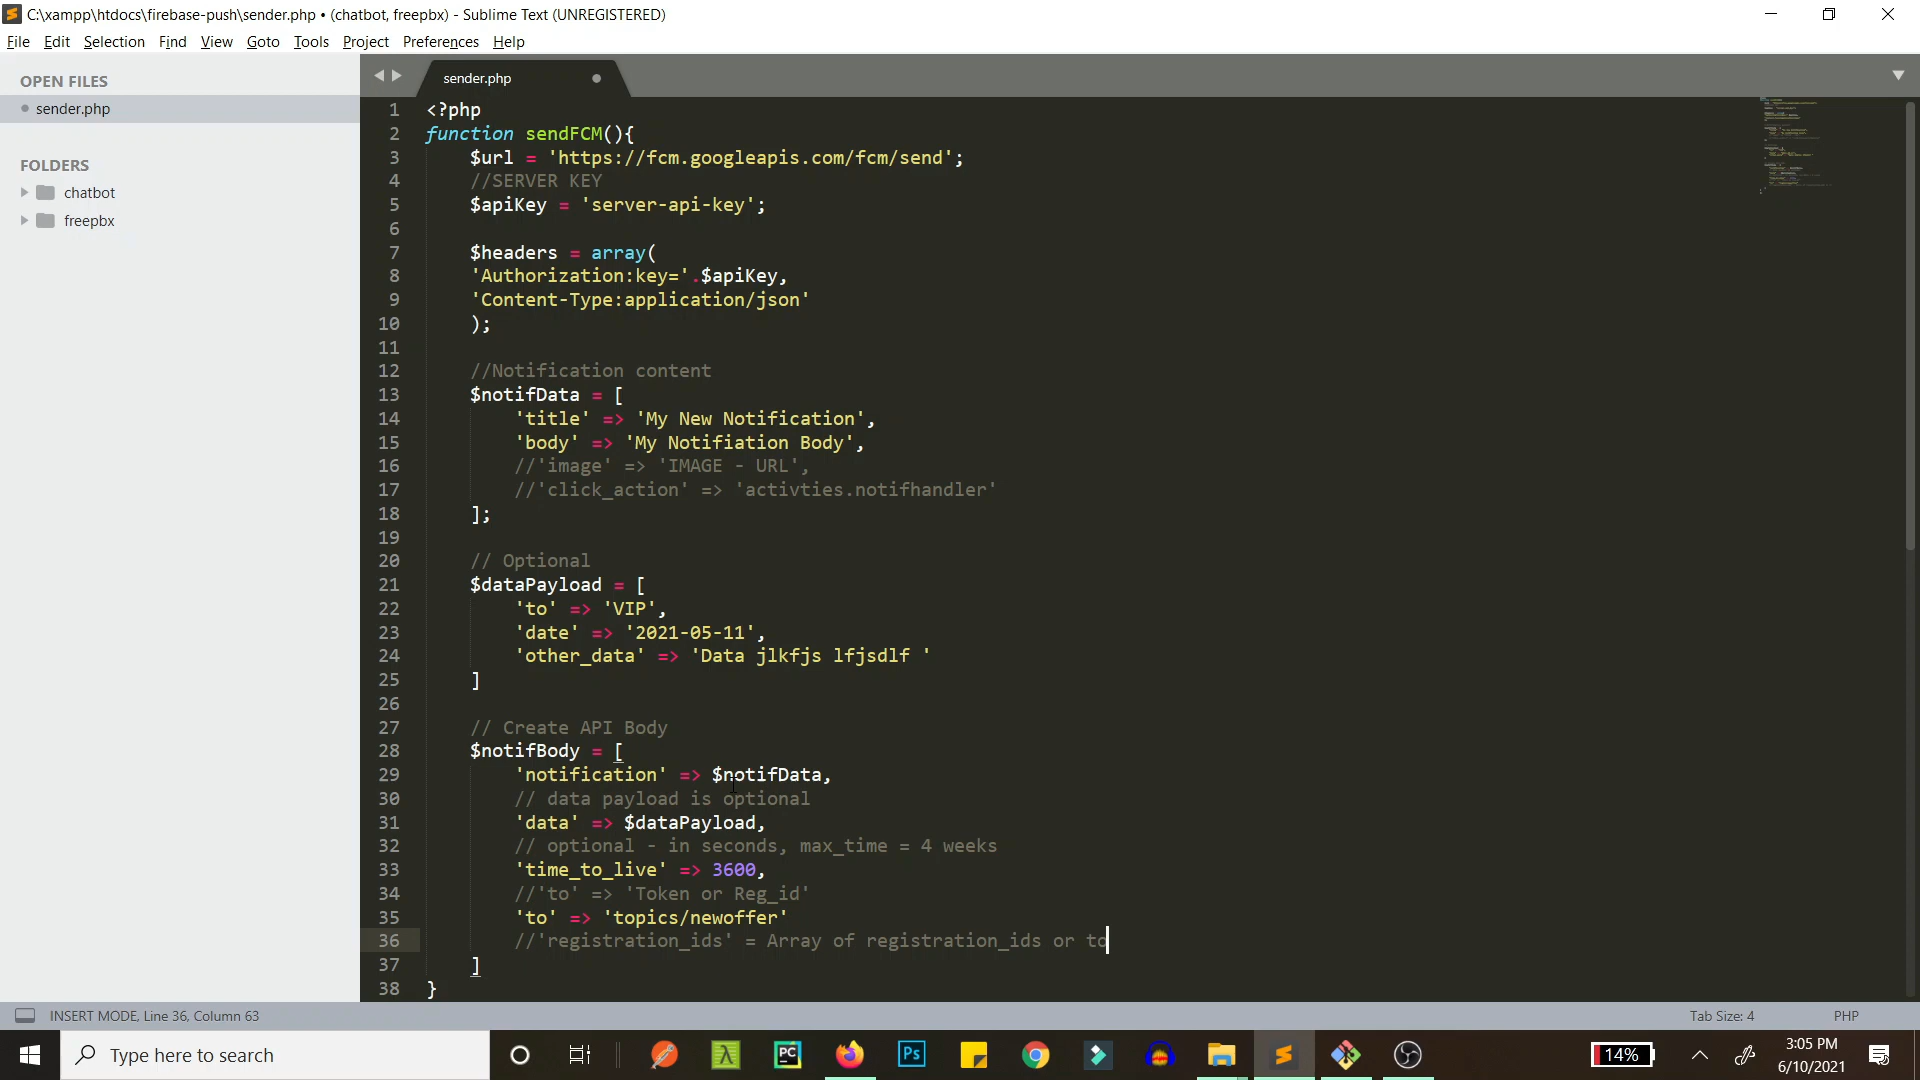 C:\xampp\htdocs\firebase-push\sender.php • (chatbot, freepbx) - Sublime Text (UNREGISTERED)
File Edit Selection Find View Goto Tools Project Preferences Help
OPEN FILES
sender.php
FOLDERS
chatbot
freepbx
sender.php
1 <?php
2 function sendFCM(){
3 $url = 'https://fcm.googleapis.com/fcm/send';
4 //SERVER KEY
5 $apiKey = 'server-api-key';
6
7 $headers = array(
8 'Authorization:key='.$apiKey,
9 'Content-Type:application/json'
10 );
11
12 //Notification content
13 $notifData = [
14 'title' => 'My New Notification',
15 'body' => 'My Notifiation Body',
16 //'image' => 'IMAGE - URL',
17 //'click_action' => 'activties.notifhandler'
18 ];
19
20 // Optional
21 $dataPayload = [
22 'to' => 'VIP',
23 'date' => '2021-05-11',
24 'other_data' => 'Data jlkfjs lfjsdlf '
25 ]
26
27 // Create API Body
28 $notifBody = [
29 'notification' => $notifData,
30 // data payload is optional
31 'data' => $dataPayload,
32 // optional - in seconds, max_time = 4 weeks
33 'time_to_live' => 3600,
34 //'to' => 'Token or Reg_id'
35 'to' => 'topics/newoffer'
36 //'registration_ids' = Array of registration_ids or to
37 ]
38 }
INSERT MODE, Line 36, Column 63
Tab Size: 4
PHP
Type here to search
PC
Ps
14%
3:05 PM
6/10/2021